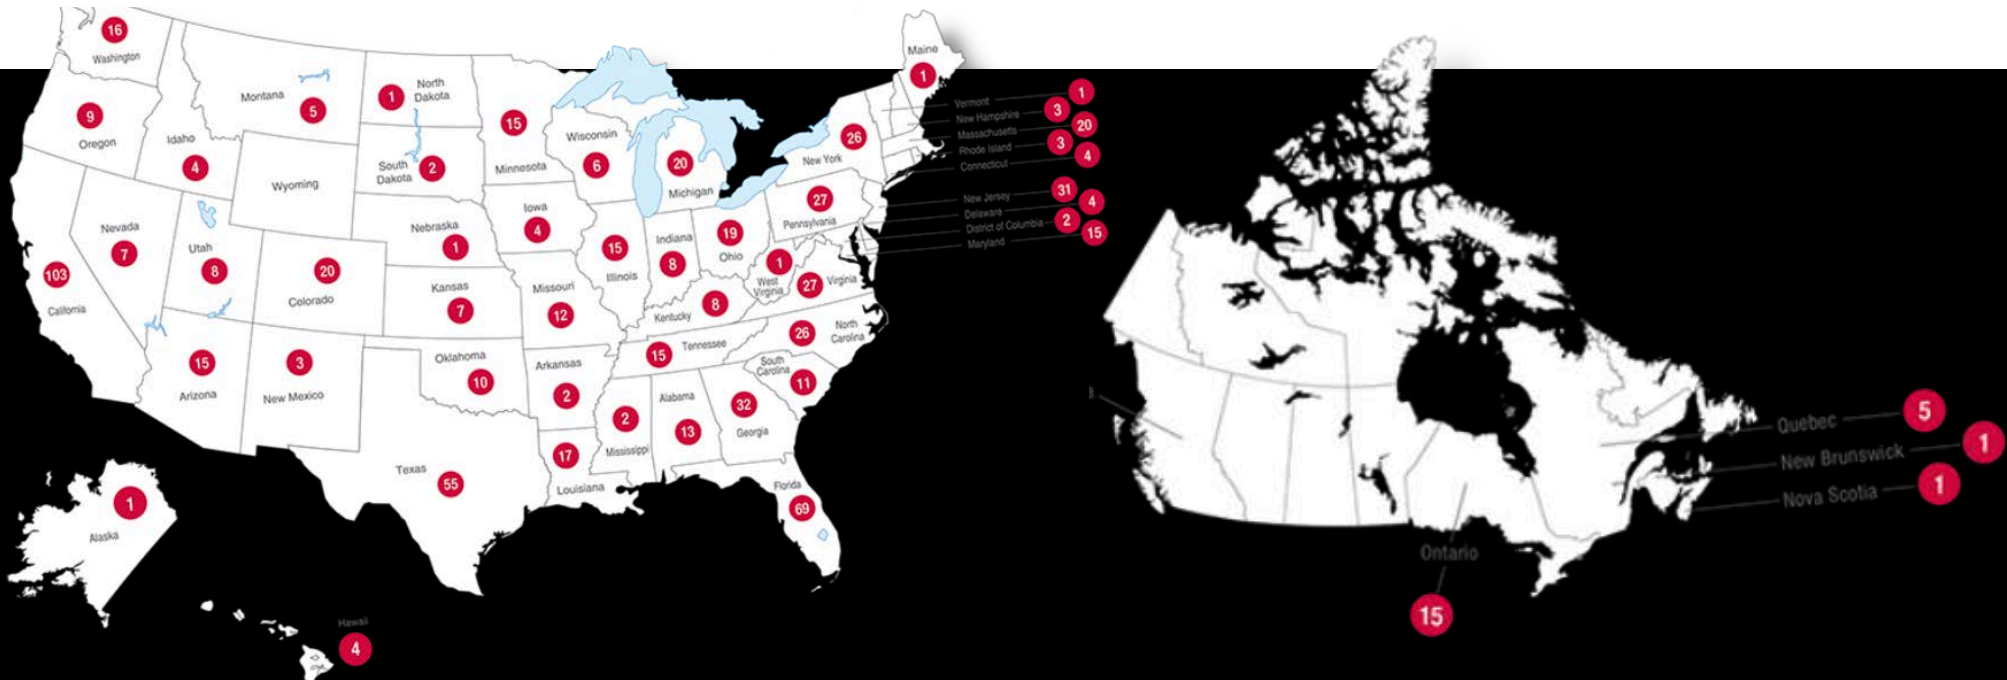 16
Washington
Montana
5
1
North
Dakota
15
Minnesota
Maine
1
9
Oregon
Idaho
4
Wyoming
South
Dakota
2
Wisconsin
6
20
Michigan
26
New York
Vermont
1
New Hampshire
3
Massachusetts
20
Rhode Island
3
Connecticut
4
Nevada
7
Utah
8
20
Colorado
Nebraska
1
Iowa
4
15
Illinois
Indiana
8
19
Ohio
27
Pennsylvania
New Jersey
31
Delaware
4
District of Columbia
2
Maryland
15
103
California
Kansas
7
Missouri
12
Kentucky
8
1
West
Virginia
27
Virginia
15
Arizona
3
New Mexico
Oklahoma
10
Arkansas
2
15
Tennessee
26
North
Carolina
South
Carolina
11
Texas
55
17
Louisiana
2
Mississippi
Alabama
13
32
Georgia
Florida
69
1
Alaska
Hawaii
4
Quebec
5
New Brunswick
1
Nova Scotia
1
Ontario
15